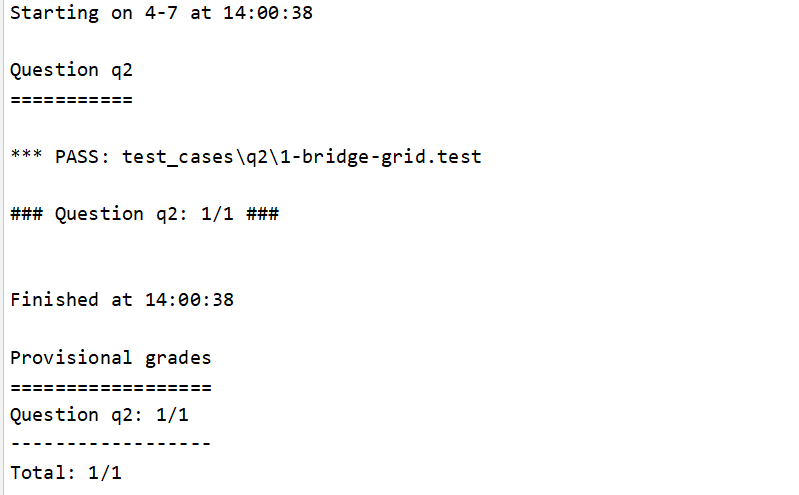 Starting on 4-7 at 14:00:38
Question q2
===========
*** PASS: test_cases\q2\1-bridge-grid.test
### Question q2: 1/1 ###
Finished at 14:00:38
Provisional grades
==================
Question q2: 1/1
------------------
Total: 1/1